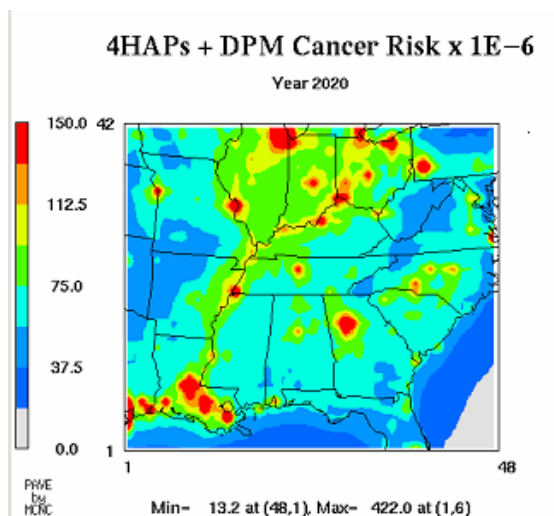 4HAPs + DPM Cancer Risk x 1E−6
Year 2020
150.0
112.5
75.0
37.5
0.0
42
1
1
48
PAVE
by
MCNC
Min= 13.2 at (48,1), Max= 422.0 at (1,6)